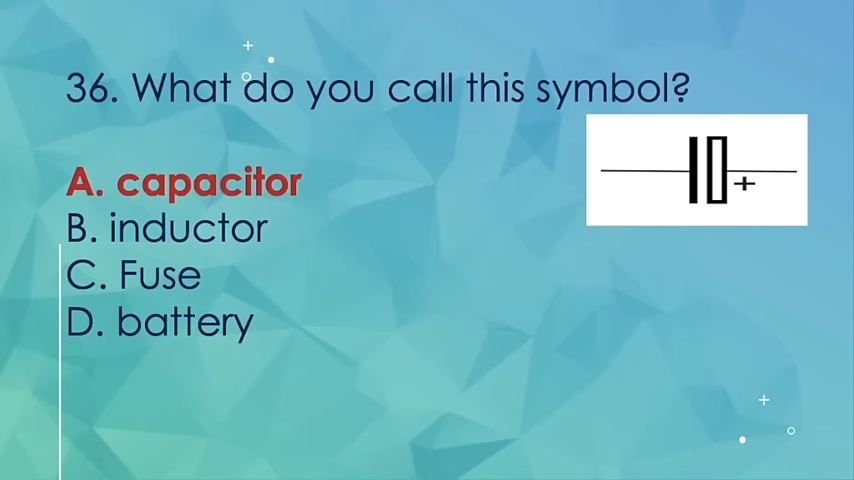 36. What do you call this symbol?
A. capacitor
B. inductor
C. Fuse
D. battery
+